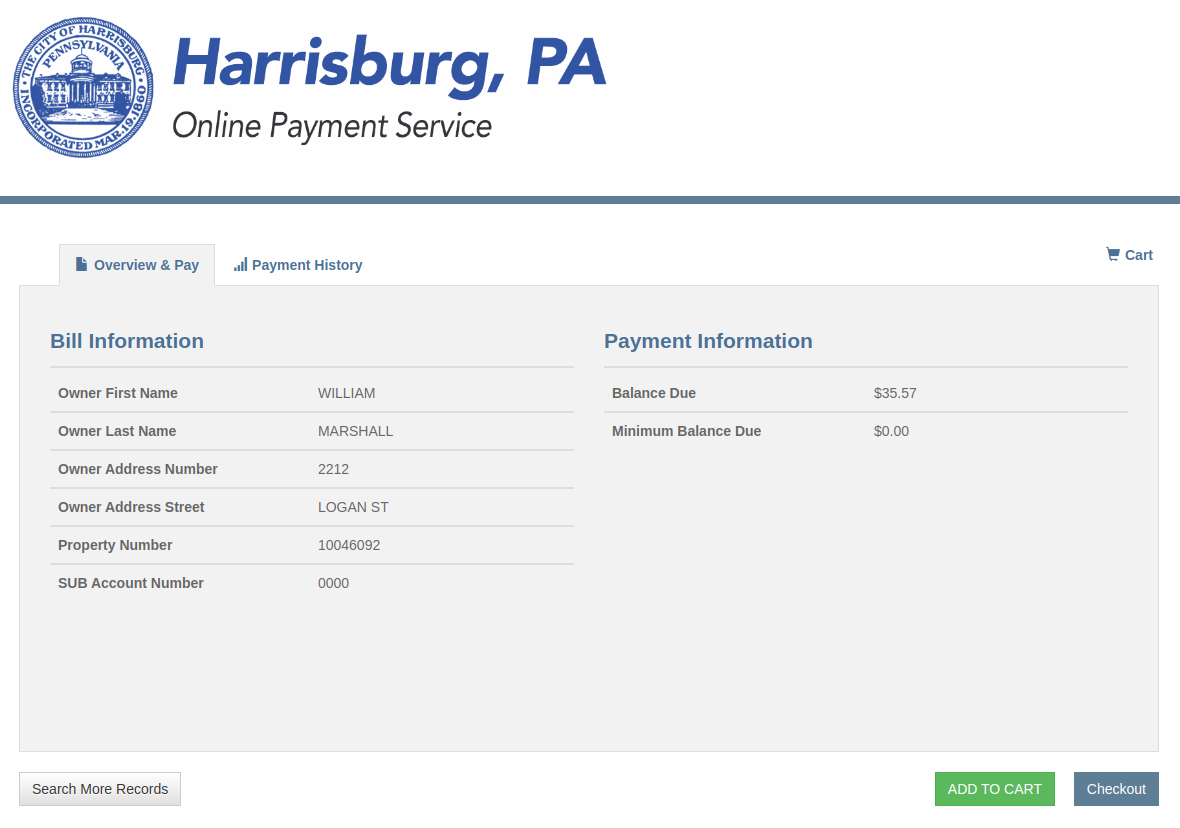 THE CITY OF HARRISBURG
PENNSYLVANIA
INCORPORATED MAR.19.1860
Harrisburg, PA
Online Payment Service
Overview & Pay
Payment History
Cart
Bill Information
Owner First Name WILLIAM
Owner Last Name MARSHALL
Owner Address Number 2212
Owner Address Street LOGAN ST
Property Number 10046092
SUB Account Number 0000
Payment Information
Balance Due $35.57
Minimum Balance Due $0.00
Search More Records
ADD TO CART
Checkout